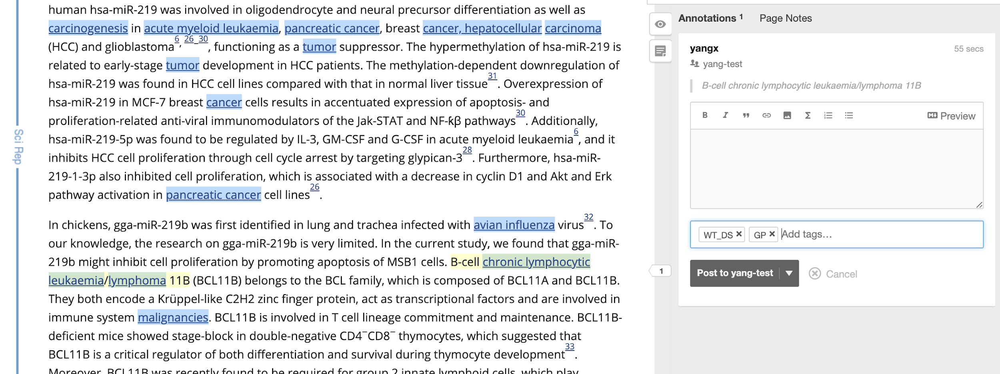 human hsa-miR-219 was involved in oligodendrocyte and neural precursor differentiation as well as
carcinogenesis in acute myeloid leukaemia, pancreatic cancer, breast cancer, hepatocellular carcinoma
(HCC) and glioblastoma6, 26–30, functioning as a tumor suppressor. The hypermethylation of hsa-miR-219 is
related to early-stage tumor development in HCC patients. The methylation-dependent downregulation of
hsa-miR-219 was found in HCC cell lines compared with that in normal liver tissue31. Overexpression of
hsa-miR-219 in MCF-7 breast cancer cells results in accentuated expression of apoptosis- and
proliferation-related anti-viral immunomodulators of the Jak-STAT and NF-ƙβ pathways30. Additionally,
hsa-miR-219-5p was found to be regulated by IL-3, GM-CSF and G-CSF in acute myeloid leukaemia6, and it
inhibits HCC cell proliferation through cell cycle arrest by targeting glypican-328. Furthermore, hsa-miR-
219-1-3p also inhibited cell proliferation, which is associated with a decrease in cyclin D1 and Akt and Erk
pathway activation in pancreatic cancer cell lines26.
In chickens, gga-miR-219b was first identified in lung and trachea infected with avian influenza virus32. To
our knowledge, the research on gga-miR-219b is very limited. In the current study, we found that gga-miR-
219b might inhibit cell proliferation by promoting apoptosis of MSB1 cells. B-cell chronic lymphocytic
leukaemia/lymphoma 11B (BCL11B) belongs to the BCL family, which is composed of BCL11A and BCL11B.
They both encode a Krüppel-like C2H2 zinc finger protein, act as transcriptional factors and are involved in
immune system malignancies. BCL11B is involved in T cell lineage commitment and maintenance. BCL11B-
deficient mice showed stage-block in double-negative CD4−CD8− thymocytes, which suggested that
BCL11B is a critical regulator of both differentiation and survival during thymocyte development33.
Moreover, BCL11B was recently found to be required for group 2 innate lymphoid cells, which play
Sci Rep
Annotations 1 Page Notes
yangx 55 secs
yang-test
B-cell chronic lymphocytic leukaemia/lymphoma 11B
B I Σ Preview
WT_DS × GP × Add tags...
1
Post to yang-test Cancel